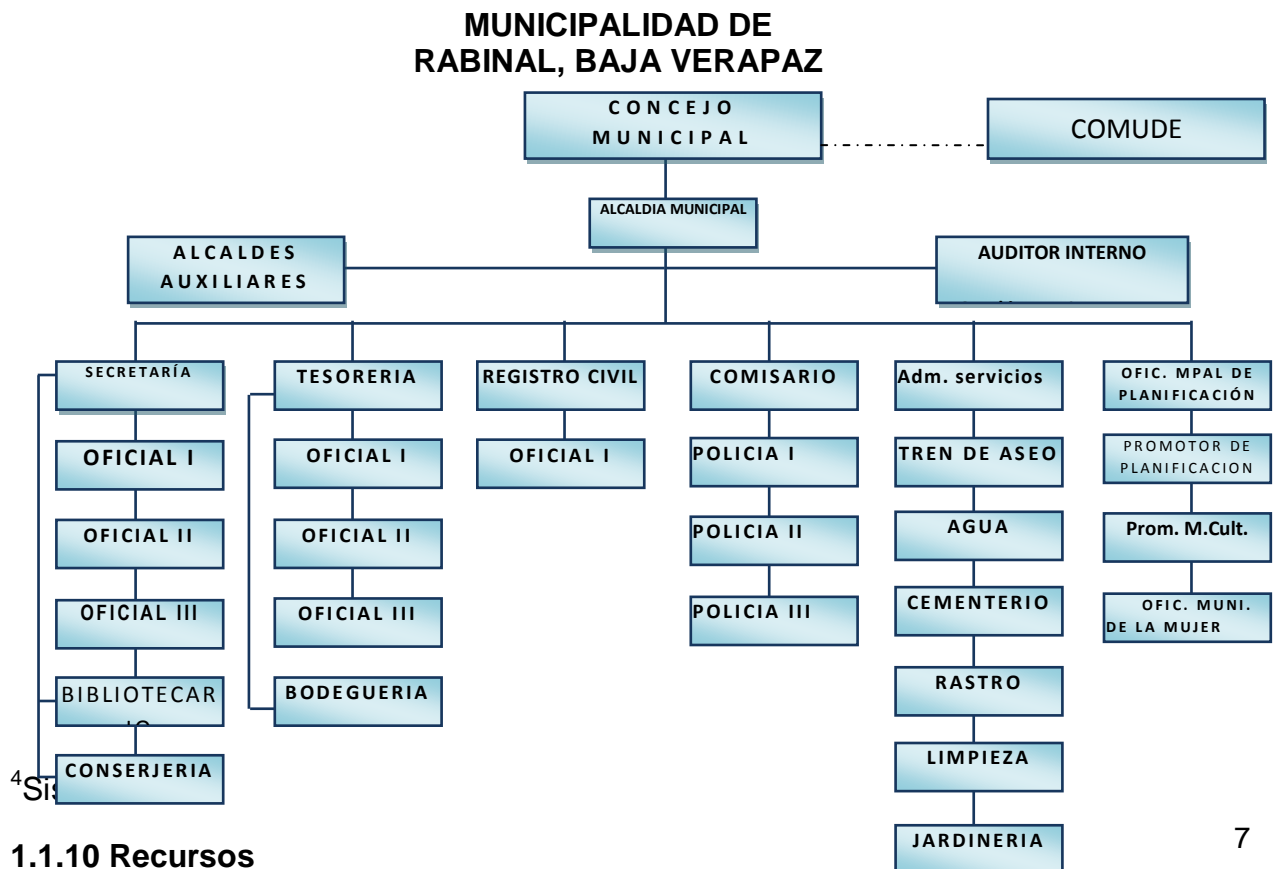 MUNICIPALIDAD DE
RABINAL, BAJA VERAPAZ
CONCEJO
MUNICIPAL
COMUDE
ALCALDIA MUNICIPAL
ALCALDES
AUXILIARES
AUDITOR INTERNO
SECRETARÍA
OFICIAL I
OFICIAL II
OFICIAL III
BIBLIOTECAR
CONSERJERIA
TESORERIA
OFICIAL I
OFICIAL II
OFICIAL III
BODEGUERIA
REGISTRO CIVIL
OFICIAL I
COMISARIO
POLICIA I
POLICIA II
POLICIA III
Adm. servicios
TREN DE ASEO
AGUA
CEMENTERIO
RASTRO
LIMPIEZA
JARDINERIA
OFIC. MPAL DE
PLANIFICACIÓN
PROMOTOR DE
PLANIFICACION
Prom. M.Cult.
OFIC. MUNI.
DE LA MUJER
4
1.1.10 Recursos
7